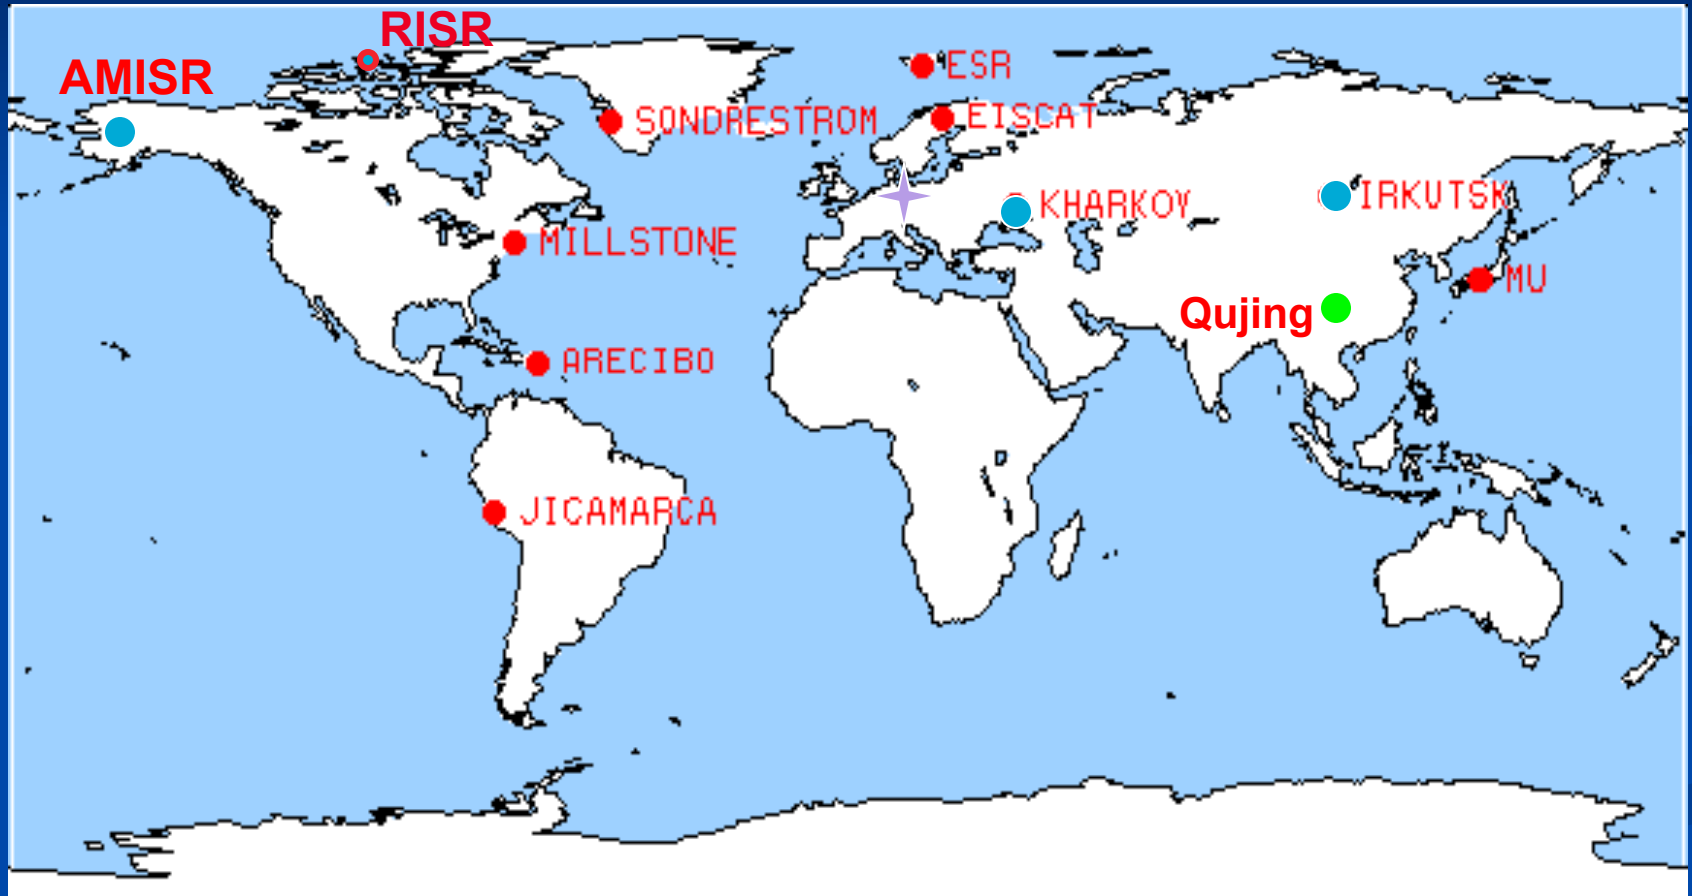 RISR
AMISR
ESR
SONDRESTROM
EISCAT
KHARKOV
IRKUTSK
MILLSTONE
MU
Qujing
ARECIBO
JICAMARCA